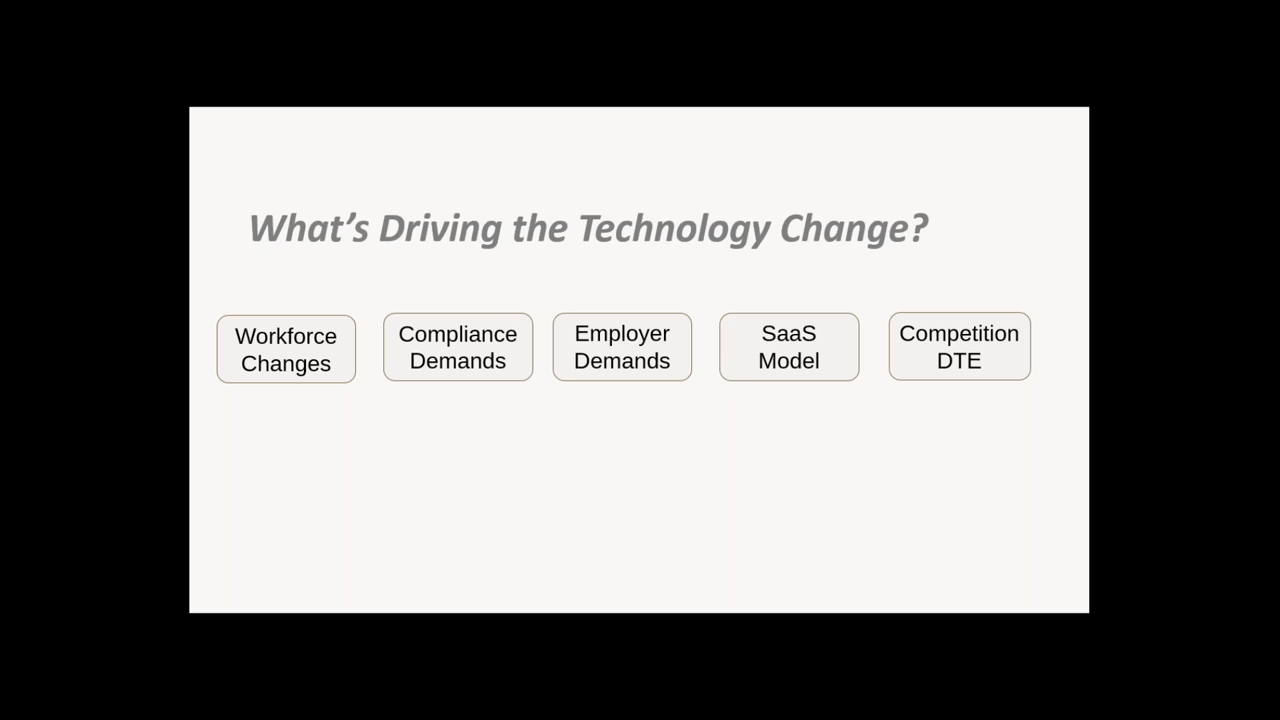 What’s Driving the Technology Change?
Workforce
Changes
Compliance
Demands
Employer
Demands
SaaS
Model
Competition
DTE